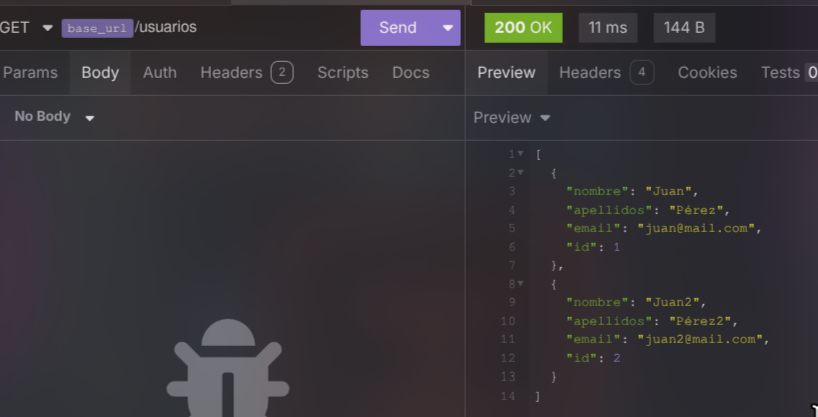 GET base_url /usuarios Send 200 OK 11 ms 144 B
Params Body Auth Headers 2 Scripts Docs Preview Headers 4 Cookies Tests 0
No Body Preview
1 [
2 {
3 "nombre": "Juan",
4 "apellidos": "Pérez",
5 "email": "juan@mail.com",
6 "id": 1
7 },
8 {
9 "nombre": "Juan2",
10 "apellidos": "Pérez2",
11 "email": "juan2@mail.com",
12 "id": 2
13 }
14 ]